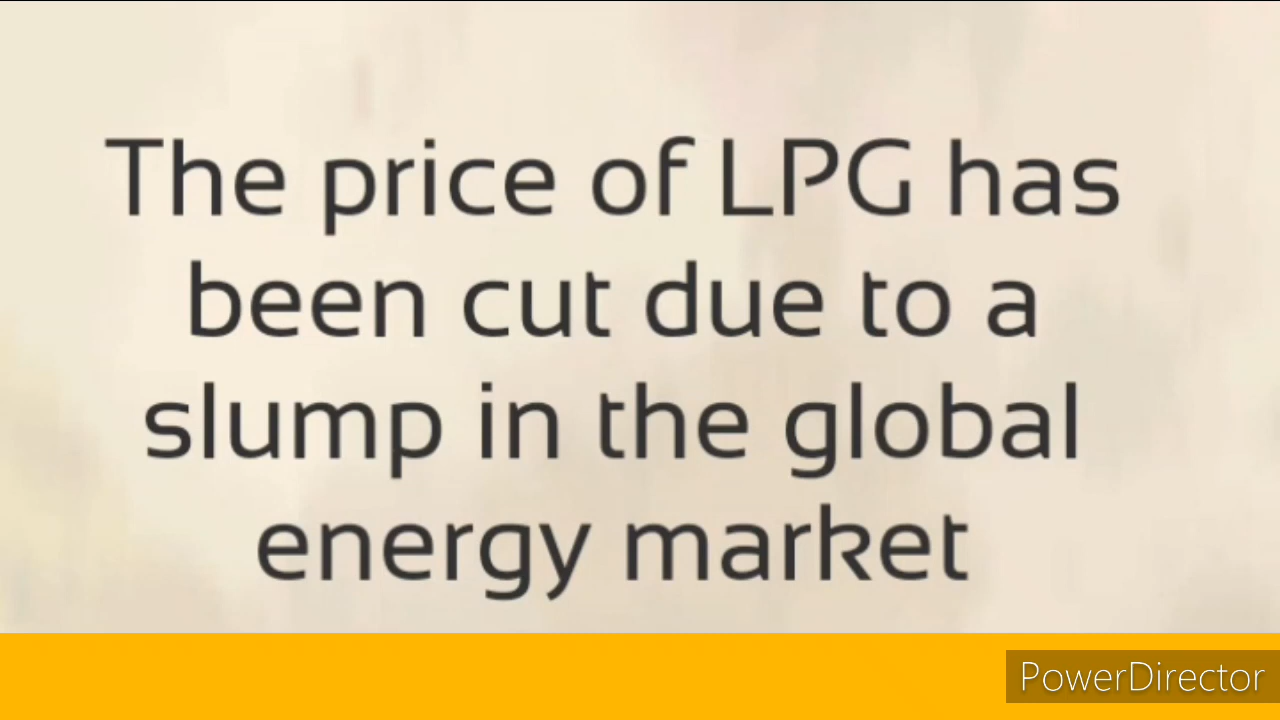 The price of LPG has
been cut due to a
slump in the global
energy market
PowerDirector